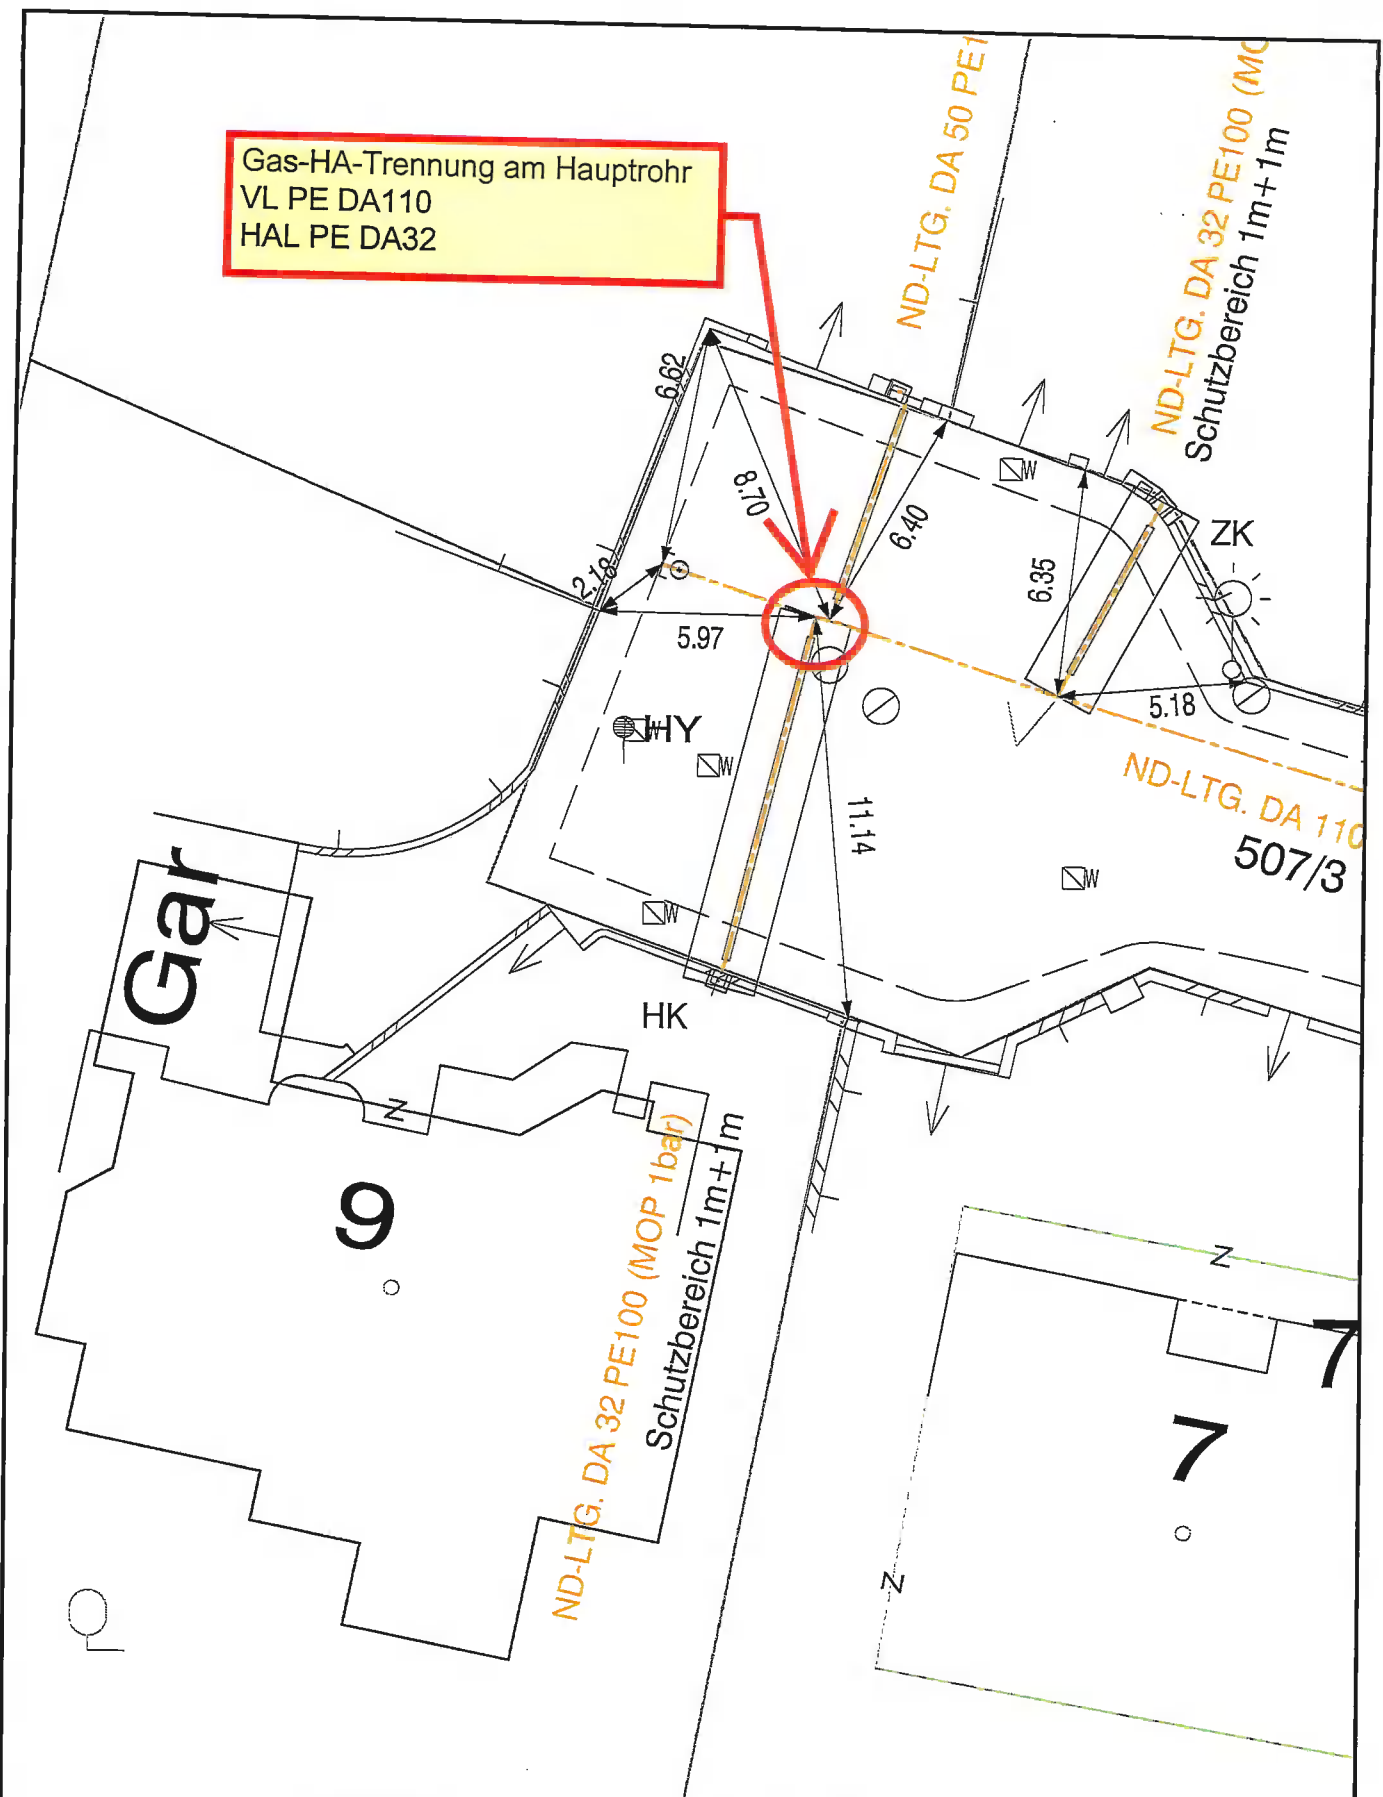 Gas-HA-Trennung am Hauptrohr
VL PE DA110
HAL PE DA32
ND-LTG. DA 50 PE1
ND-LTG. DA 32 PE100 (MO
Schutzbereich 1m+1m
6.62
8.70
6.40
W
ZK
6.35
2.18
5.97
5.18
HY
W
W
ND-LTG. DA 110
11.14
507/3
Gar
W
W
HK
N
9
ND-LTG. DA 32 PE100 (MOP 1bar)
Schutzbereich 1m+1m
N
7
7
N